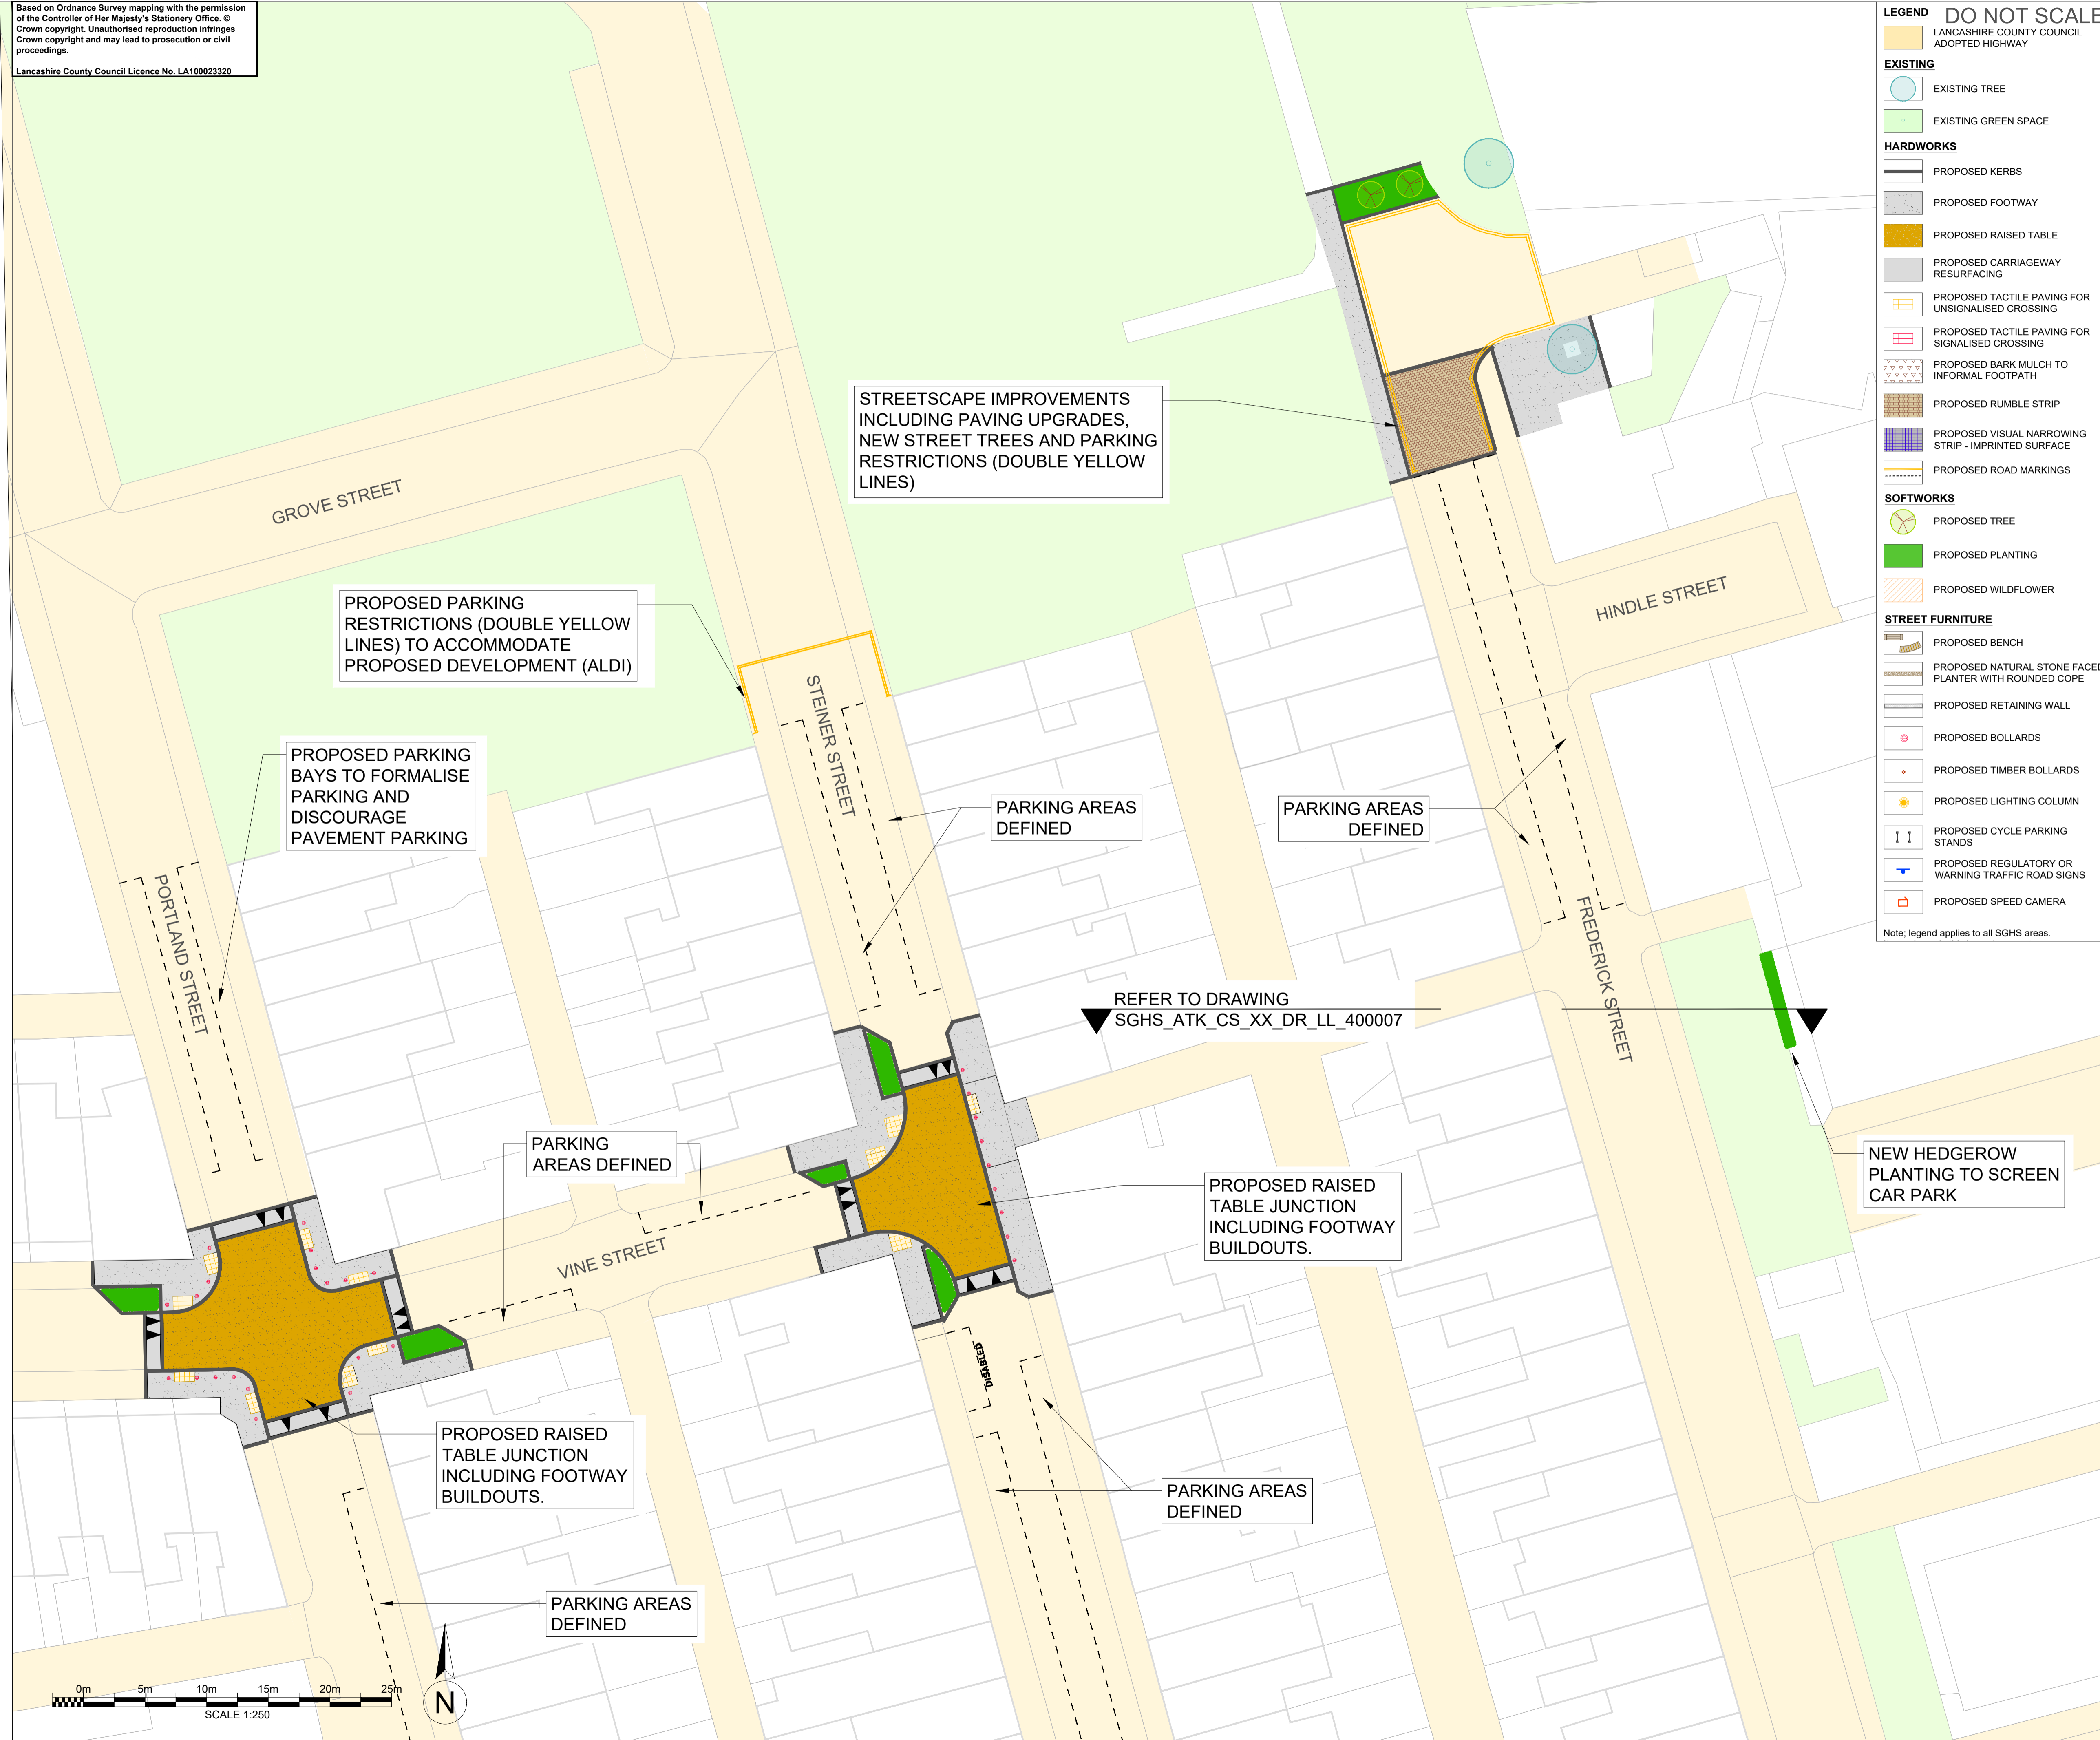 Based on Ordnance Survey mapping with the permission
of the Controller of Her Majesty's Stationery Office. ©
Crown copyright. Unauthorised reproduction infringes
Crown copyright and may lead to prosecution or civil
proceedings.
Lancashire County Council Licence No. LA100023320
GROVE STREET
STREETSCAPE IMPROVEMENTS
INCLUDING PAVING UPGRADES,
NEW STREET TREES AND PARKING
RESTRICTIONS (DOUBLE YELLOW
LINES)
HINDLE STREET
PROPOSED PARKING
RESTRICTIONS (DOUBLE YELLOW
LINES) TO ACCOMMODATE
PROPOSED DEVELOPMENT (ALDI)
STEINER STREET
PROPOSED PARKING
BAYS TO FORMALISE
PARKING AND
DISCOURAGE
PAVEMENT PARKING
PARKING AREAS
DEFINED
PARKING AREAS
DEFINED
PORTLAND STREET
FREDERICK STREET
REFER TO DRAWING
SGHS_ATK_CS_XX_DR_LL_400007
PARKING
AREAS DEFINED
NEW HEDGEROW
PLANTING TO SCREEN
CAR PARK
PROPOSED RAISED
TABLE JUNCTION
INCLUDING FOOTWAY
BUILDOUTS.
VINE STREET
DISABLED
PROPOSED RAISED
TABLE JUNCTION
INCLUDING FOOTWAY
BUILDOUTS.
PARKING AREAS
DEFINED
PARKING AREAS
DEFINED
0m 5m 10m 15m 20m 25m
SCALE 1:250
N
LEGEND DO NOT SCALE
LANCASHIRE COUNTY COUNCIL
ADOPTED HIGHWAY
EXISTING
EXISTING TREE
EXISTING GREEN SPACE
HARDWORKS
PROPOSED KERBS
PROPOSED FOOTWAY
PROPOSED RAISED TABLE
PROPOSED CARRIAGEWAY
RESURFACING
PROPOSED TACTILE PAVING FOR
UNSIGNALISED CROSSING
PROPOSED TACTILE PAVING FOR
SIGNALISED CROSSING
PROPOSED BARK MULCH TO
INFORMAL FOOTPATH
PROPOSED RUMBLE STRIP
PROPOSED VISUAL NARROWING
STRIP - IMPRINTED SURFACE
PROPOSED ROAD MARKINGS
SOFTWORKS
PROPOSED TREE
PROPOSED PLANTING
PROPOSED WILDFLOWER
STREET FURNITURE
PROPOSED BENCH
PROPOSED NATURAL STONE FACED
PLANTER WITH ROUNDED COPE
PROPOSED RETAINING WALL
PROPOSED BOLLARDS
PROPOSED TIMBER BOLLARDS
PROPOSED LIGHTING COLUMN
PROPOSED CYCLE PARKING
STANDS
PROPOSED REGULATORY OR
WARNING TRAFFIC ROAD SIGNS
PROPOSED SPEED CAMERA
Note; legend applies to all SGHS areas.